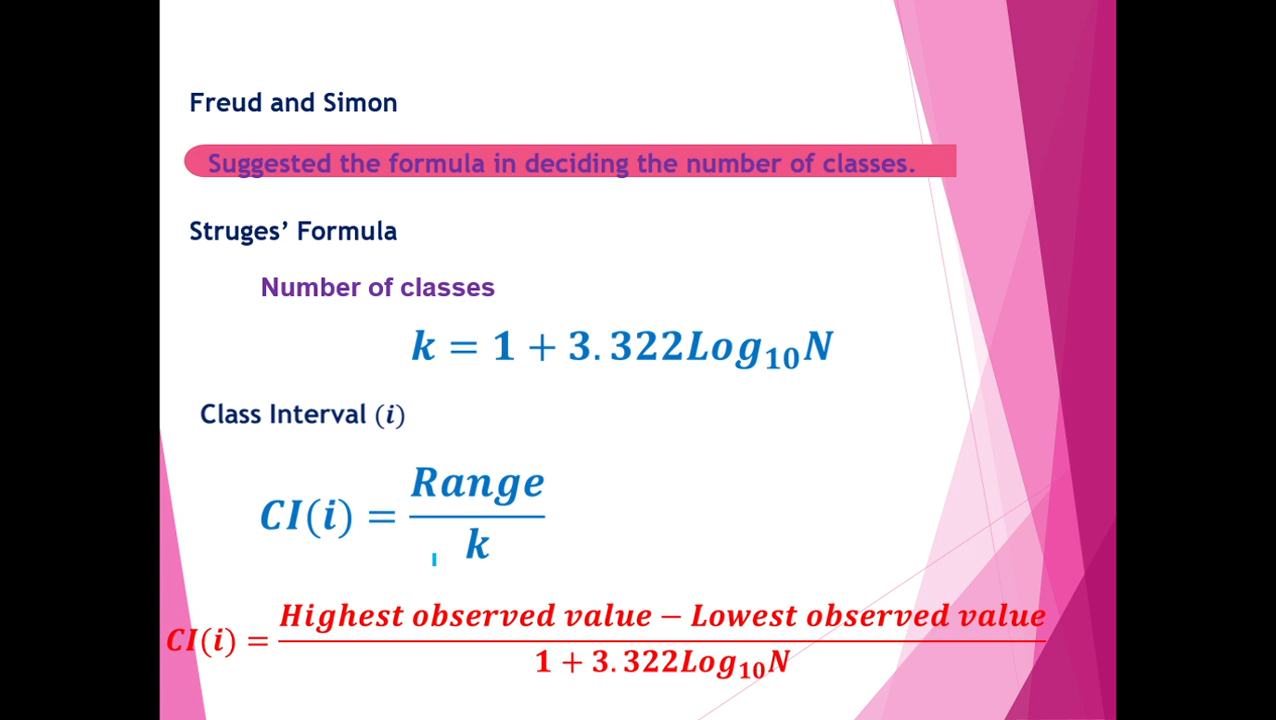 Freud and Simon
Suggested the formula in deciding the number of classes.
Struges’ Formula
Number of classes
k = 1 + 3.322Log₁₀N
Class Interval (i)
CI(i) = Range / k
CI(i) = Highest observed value − Lowest observed value / 1 + 3.322Log₁₀N